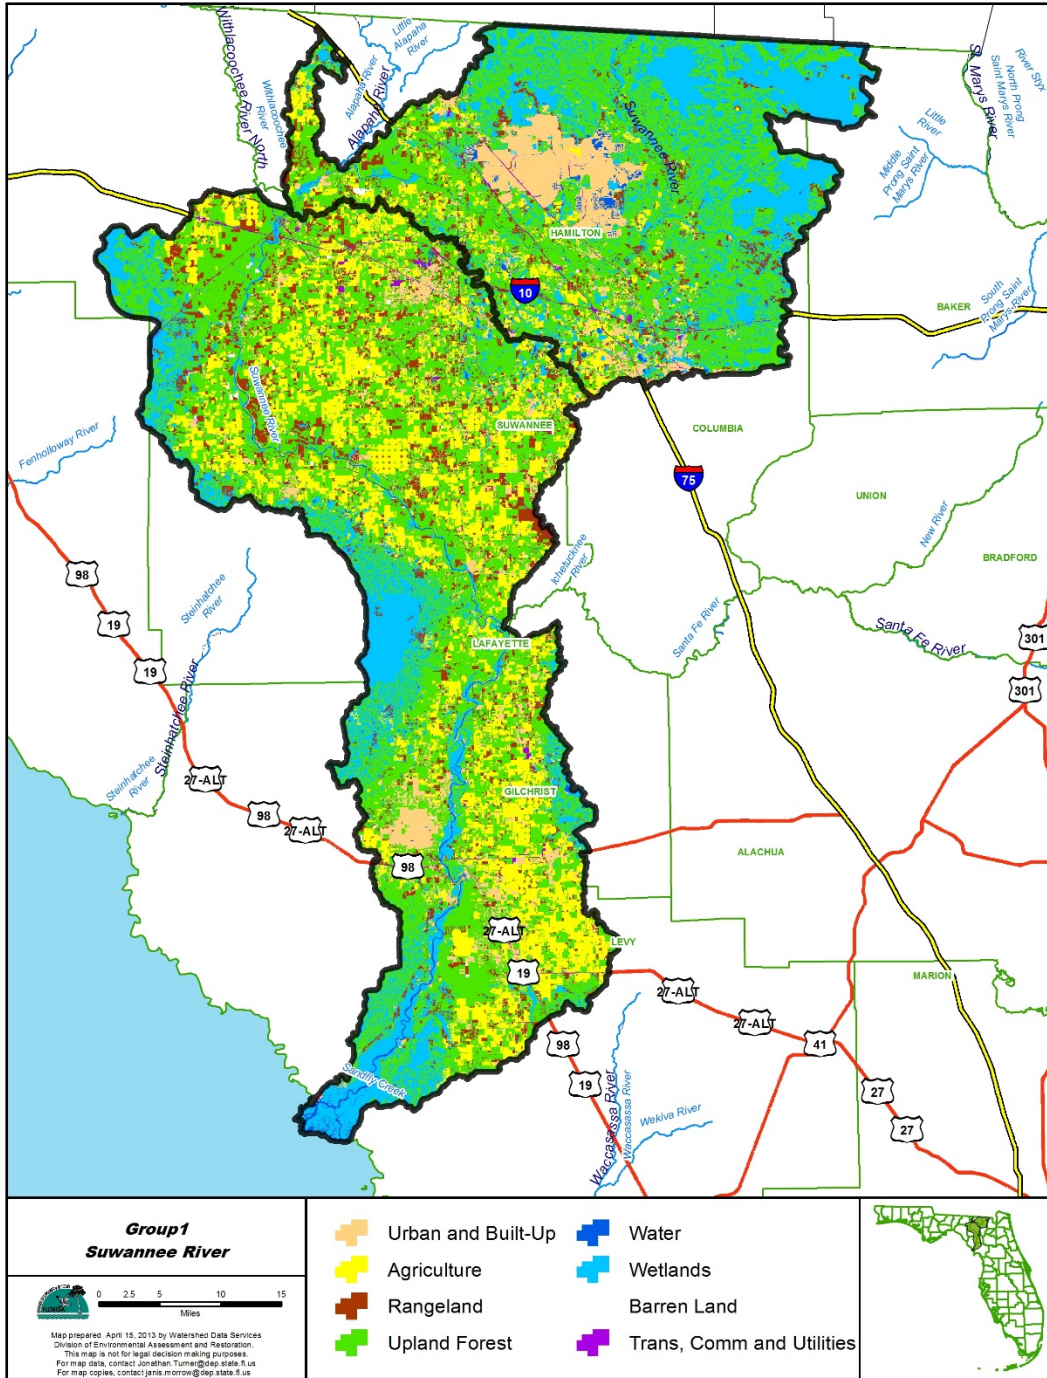 Withlacoochee River North
Withlacoochee
River
Little
Alapaha
River
Alapaha River
Alapaha River
Suwannee River
St. Marys River
River Styx
North Prong
Saint Marys River
Little
River
Middle
Prong Saint
Marys River
HAMILTON
10
BAKER
South
Prong Saint
Marys River
Suwannee River
SUWANNEE
COLUMBIA
Fenholloway River
75
UNION
New River
BRADFORD
Ichetucknee
River
98
Steinhatchee
River
19
Santa Fe River
Santa Fe River
301
LAFAYETTE
19
301
Steinhatchee River
Steinhatchee
River
27-ALT
GILCHRIST
98
27-ALT
ALACHUA
98
27-ALT
LEVY
19
MARION
27-ALT
27-ALT
98
41
Sandfly Creek
19
27
Waccasassa River
Waccasassa River
Wekiva River
27
Group1
Suwannee River
FLORIDA
0 2.5 5 10 15
Miles
Map prepared April 15, 2013 by Watershed Data Services
Division of Environmental Assessment and Restoration.
This map is not for legal decision making purposes.
For map data, contact Jonathan.Turner@dep.state.fl.us
For map copies, contact janis.morrow@dep.state.fl.us
Urban and Built-Up
Agriculture
Rangeland
Upland Forest
Water
Wetlands
Barren Land
Trans, Comm and Utilities